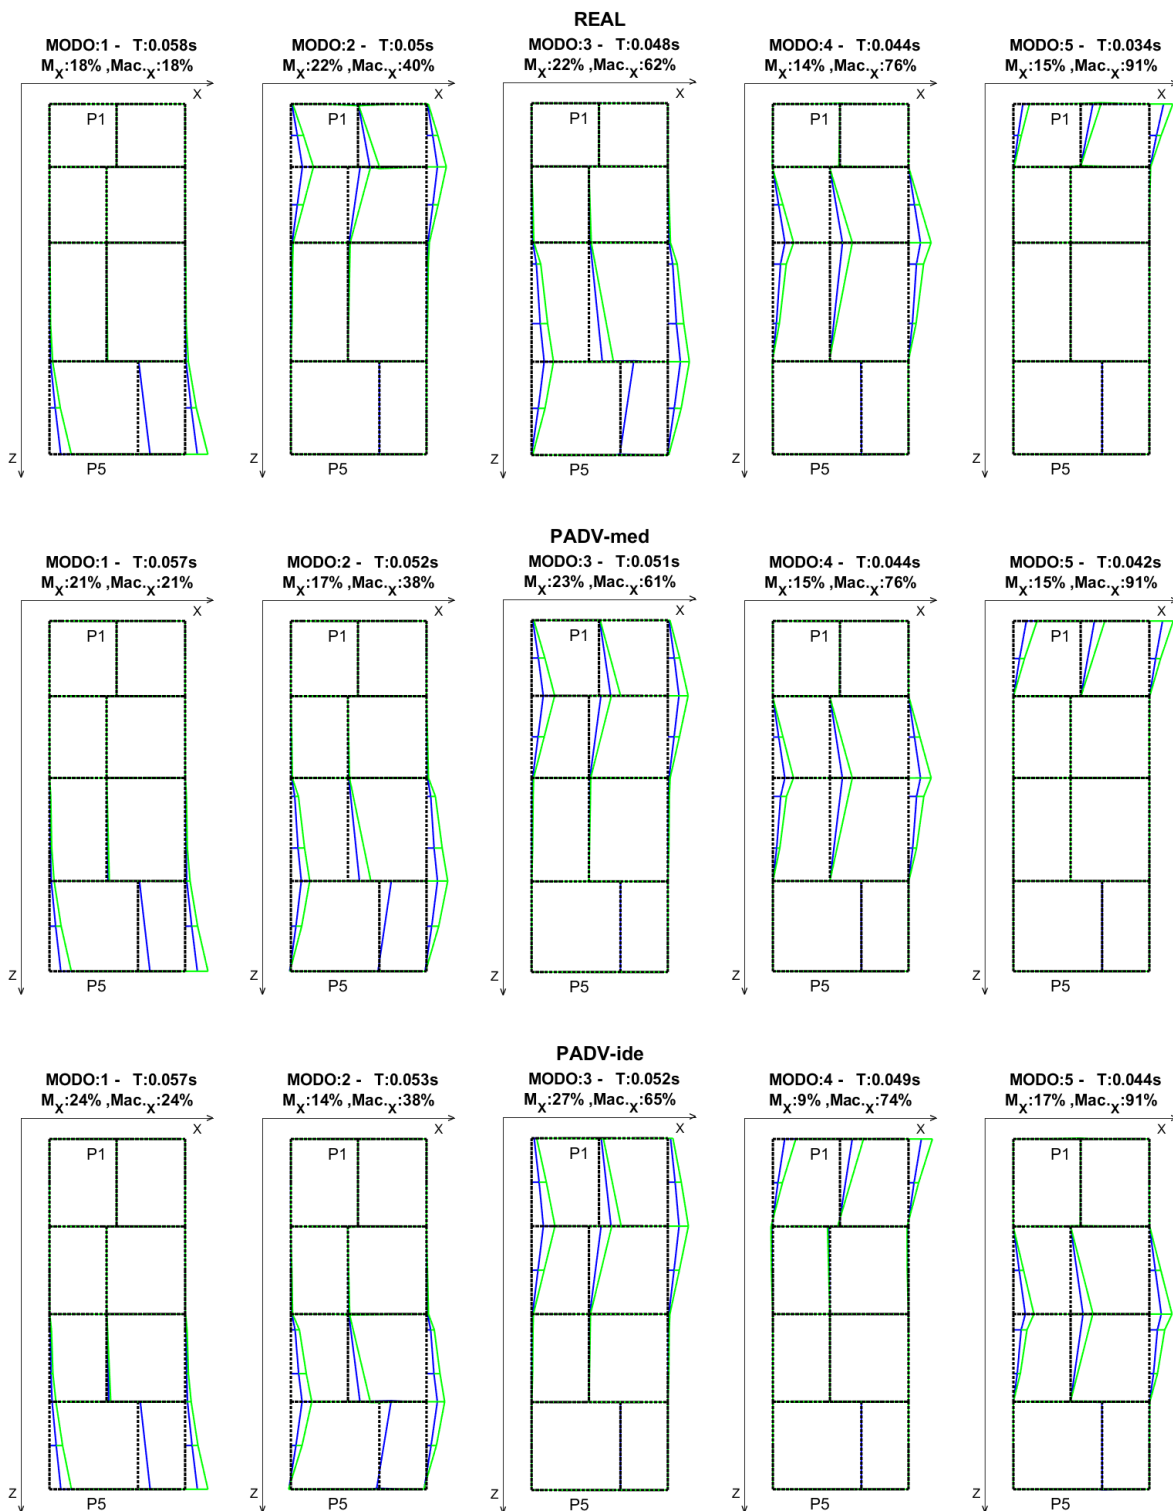 REAL
MODO:1 - T:0.058s
MX:18% ,Mac.X:18%
X
P1
P5
Z
MODO:2 - T:0.05s
MX:22% ,Mac.X:40%
X
P1
Z
MODO:3 - T:0.048s
MX:22% ,Mac.X:62%
X
P1
P5
Z
MODO:4 - T:0.044s
MX:14% ,Mac.X:76%
X
P1
Z
MODO:5 - T:0.034s
MX:15% ,Mac.X:91%
X
P1
P5
Z
PADV-med
MODO:1 - T:0.057s
MX:21% ,Mac.X:21%
X
P1
P5
Z
MODO:2 - T:0.052s
MX:17% ,Mac.X:38%
X
P1
Z
MODO:3 - T:0.051s
MX:23% ,Mac.X:61%
X
P1
P5
Z
MODO:4 - T:0.044s
MX:15% ,Mac.X:76%
X
P1
Z
MODO:5 - T:0.042s
MX:15% ,Mac.X:91%
X
P1
P5
Z
PADV-ide
MODO:1 - T:0.057s
MX:24% ,Mac.X:24%
X
P1
P5
Z
MODO:2 - T:0.053s
MX:14% ,Mac.X:38%
X
P1
Z
MODO:3 - T:0.052s
MX:27% ,Mac.X:65%
X
P1
P5
Z
MODO:4 - T:0.049s
MX:9% ,Mac.X:74%
X
P1
Z
MODO:5 - T:0.044s
MX:17% ,Mac.X:91%
X
P1
P5
Z